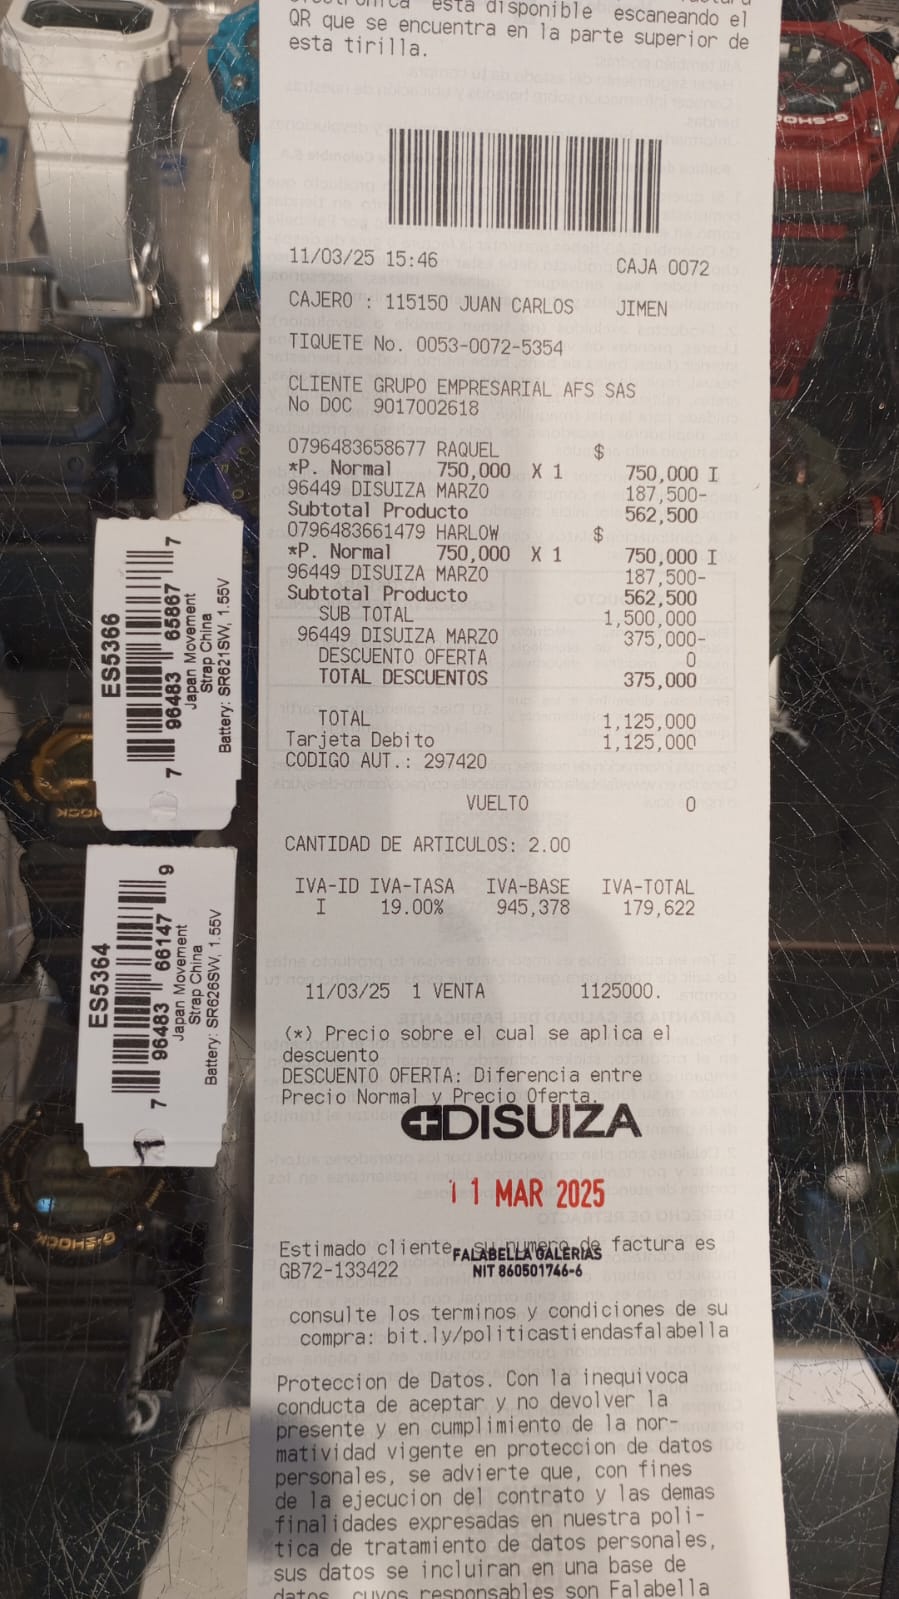 esta disponible escaneando el
QR que se encuentra en la parte superior de
esta tirilla.
11/03/25 15:46 CAJA 0072
CAJERO : 115150 JUAN CARLOS JIMEN
TIQUETE No. 0053-0072-5354
CLIENTE GRUPO EMPRESARIAL AFS SAS
No DOC 9017002618
0796483658677 RAQUEL $
*P. Normal 750,000 X 1 750,000 I
96449 DISUIZA MARZO 187,500-
Subtotal Producto 562,500
0796483661479 HARLOW $
*P. Normal 750,000 X 1 750,000 I
96449 DISUIZA MARZO 187,500-
Subtotal Producto 562,500
SUB TOTAL 1,500,000
96449 DISUIZA MARZO 375,000-
DESCUENTO OFERTA 0
TOTAL DESCUENTOS 375,000
TOTAL 1,125,000
Tarjeta Debito 1,125,000
CODIGO AUT.: 297420
VUELTO 0
CANTIDAD DE ARTICULOS: 2.00
IVA-ID IVA-TASA IVA-BASE IVA-TOTAL
I 19.00% 945,378 179,622
11/03/25 1 VENTA 1125000.
(*) Precio sobre el cual se aplica el
descuento
DESCUENTO OFERTA: Diferencia entre
Precio Normal y Precio Oferta.
DISUIZA
11 MAR 2025
Estimado cliente, su numero de factura es
FALABELLA GALERIAS
GB72-133422
NIT 860501746-6
consulte los terminos y condiciones de su
compra: bit.ly/politicastiendasfalabella
Proteccion de Datos. Con la inequivoca
conducta de aceptar y no devolver la
presente y en cumplimiento de la nor-
matividad vigente en proteccion de datos
personales, se advierte que, con fines
de la ejecucion del contrato y las demas
finalidades expresadas en nuestra poli-
tica de tratamiento de datos personales,
sus datos se incluiran en una base de
datos, cuyos responsables son Falabella
ES5366
7 96483 65867 7
Japan Movement
Strap China
Battery: SR621SW, 1.55V
ES5364
7 96483 66147 9
Japan Movement
Strap China
Battery: SR626SW, 1.55V
G-SHOCK
G-SHOCK